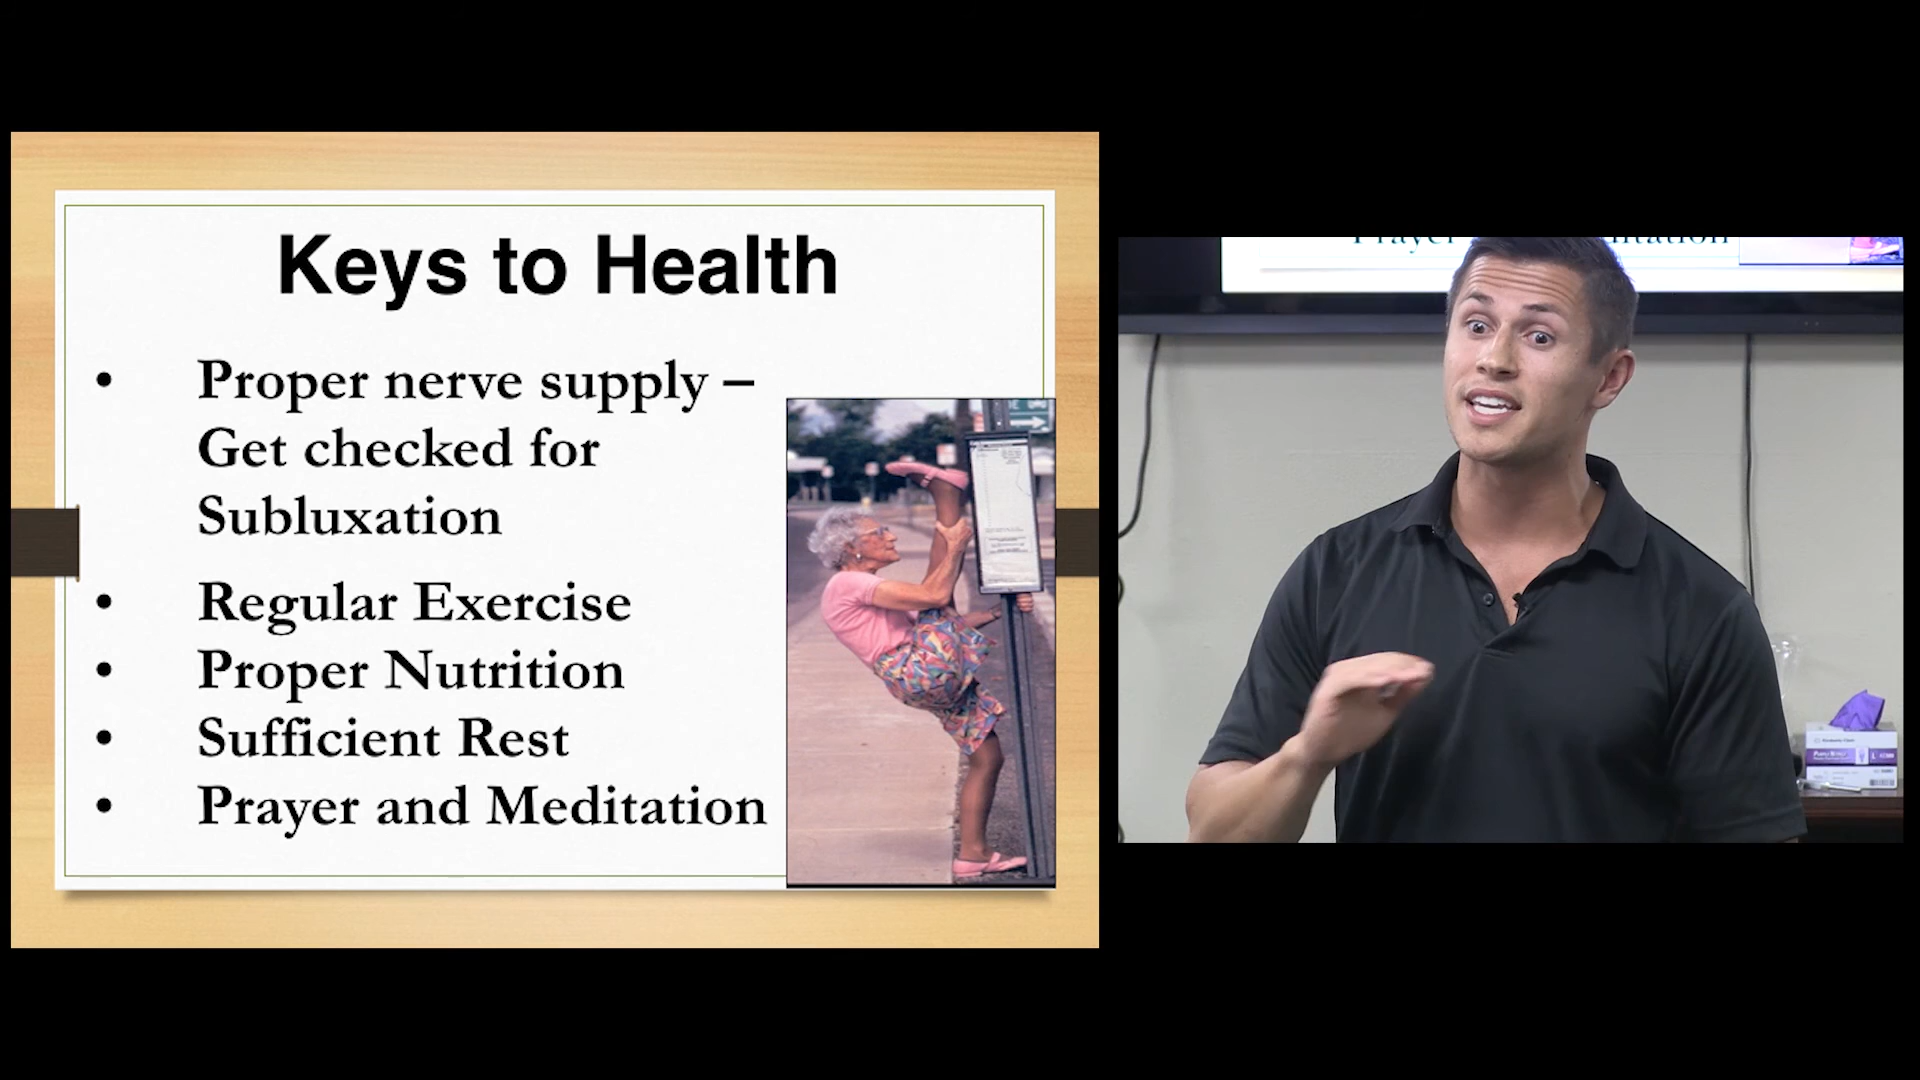 Keys to Health
• Proper nerve supply –
Get checked for
Subluxation
• Regular Exercise
• Proper Nutrition
• Sufficient Rest
• Prayer and Meditation
Prayer